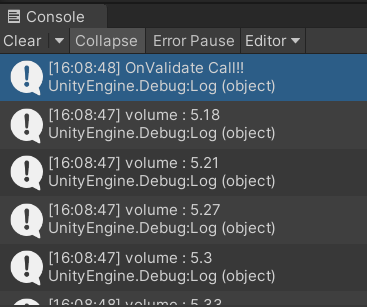 Console
Clear Collapse Error Pause Editor
[16:08:48] OnValidate Call!!
UnityEngine.Debug:Log (object)
[16:08:47] volume : 5.18
UnityEngine.Debug:Log (object)
[16:08:47] volume : 5.21
UnityEngine.Debug:Log (object)
[16:08:47] volume : 5.27
UnityEngine.Debug:Log (object)
[16:08:47] volume : 5.3
UnityEngine.Debug:Log (object)
[16:08:48] volume : 5.33